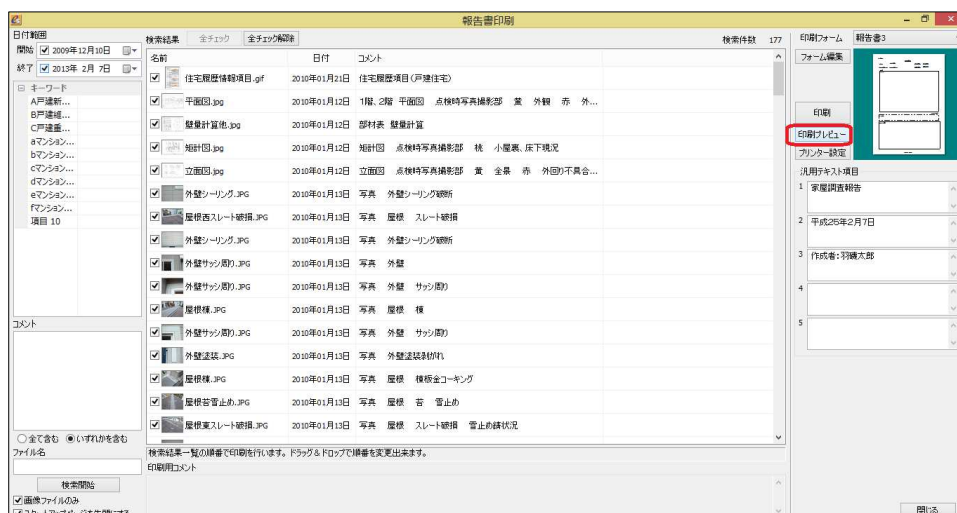 報告書印刷
日付範囲
開始 2009年12月10日
終了 2013年 2月 7日
キーワード
A戸建新...
B戸建経...
C戸建重...
aマンション...
bマンション...
cマンション...
dマンション...
eマンション...
fマンション...
項目 10
コメント
全て含む いずれかを含む
ファイル名
検索開始
画像ファイルのみ
検索結果 全チェック 全チェック解除 検索件数 177
名前 日付 コメント
住宅履歴情報項目.gif 2010年01月21日 住宅履歴項目(戸建住宅)
平面図.jpg 2010年01月12日 1階、2階 平面図 点検時写真撮影部 黄 外観 赤 外...
壁量計算他.jpg 2010年01月12日 部材表 壁量計算
矩計図.jpg 2010年01月12日 矩計図 点検時写真撮影部 桃 小屋裏、床下現況
立面図.jpg 2010年01月12日 立面図 点検時写真撮影部 黄 全景 赤 外回り不具合...
外壁シーリング.JPG 2010年01月13日 写真 外壁シーリング破断
屋根西スレート破損.JPG 2010年01月13日 写真 屋根 スレート破損
外壁シーリング.JPG 2010年01月13日 写真 外壁シーリング破断
外壁サッシ周り.JPG 2010年01月13日 写真 外壁
外壁サッシ周り.JPG 2010年01月13日 写真 外壁 サッシ周り
屋根棟.JPG 2010年01月13日 写真 屋根 棟
外壁サッシ周り.JPG 2010年01月13日 写真 外壁 サッシ周り
外壁塗装.JPG 2010年01月13日 写真 外壁塗装剥がれ
屋根棟.JPG 2010年01月13日 写真 屋根 棟板金コーキング
屋根苔雪止め.JPG 2010年01月13日 写真 屋根 苔 雪止め
屋根東スレート破損.JPG 2010年01月13日 写真 屋根 スレート破損 雪止め錆状況
検索結果一覧の順番で印刷を行います。ドラッグ&ドロップで順番を変更出来ます。
印刷用コメント
印刷フォーム 報告書3
フォーム編集
印刷
印刷プレビュー
プリンター設定
汎用テキスト項目
1 家屋調査報告
2 平成25年2月7日
3 作成者:羽磯太郎
4
5
閉じる